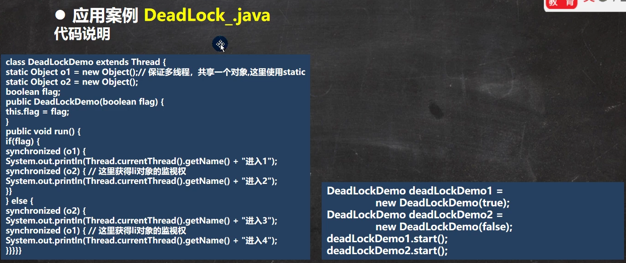 教 育
● 应用案例 DeadLock_.java
代码说明
class DeadLockDemo extends Thread {
static Object o1 = new Object();// 保证多线程，共享一个对象,这里使用static
static Object o2 = new Object();
boolean flag;
public DeadLockDemo(boolean flag) {
this.flag = flag;
}
public void run() {
if(flag) {
synchronized (o1) {
System.out.println(Thread.currentThread().getName() + "进入1");
synchronized (o2) { // 这里获得li对象的监视权
System.out.println(Thread.currentThread().getName() + "进入2");
}}
} else {
synchronized (o2) {
System.out.println(Thread.currentThread().getName() + "进入3");
synchronized (o1) { // 这里获得li对象的监视权
System.out.println(Thread.currentThread().getName() + "进入4");
}}}}}
DeadLockDemo deadLockDemo1 =
new DeadLockDemo(true);
DeadLockDemo deadLockDemo2 =
new DeadLockDemo(false);
deadLockDemo1.start();
deadLockDemo2.start();